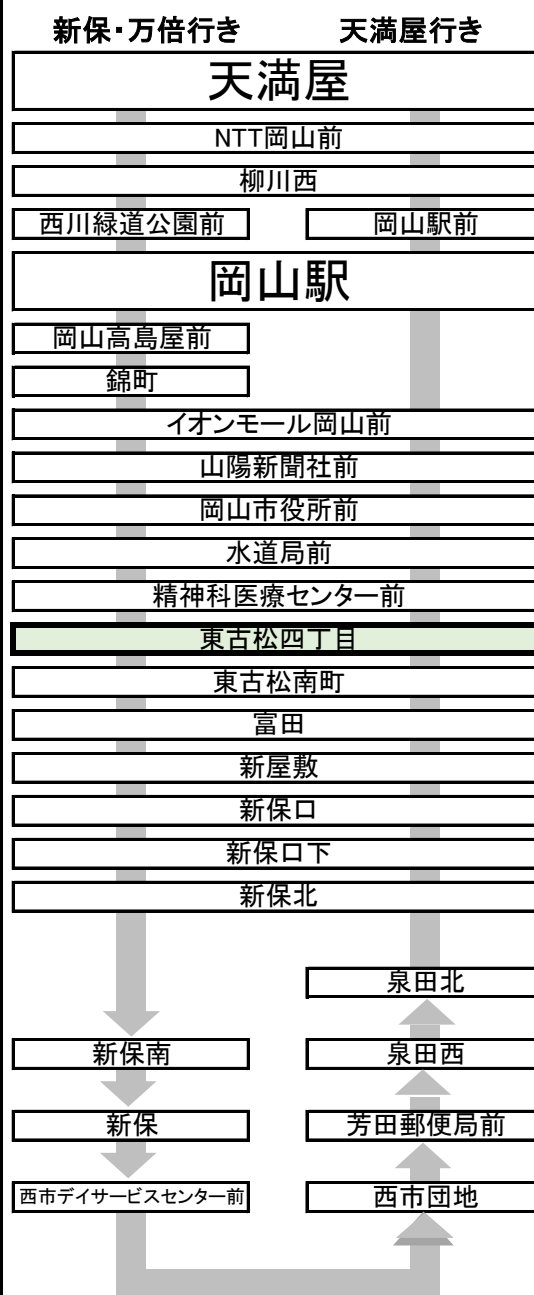 新保・万倍行き 天満屋行き
天満屋
NTT岡山前
柳川西
西川緑道公園前 岡山駅前
岡山駅
岡山高島屋前
錦町
イオンモール岡山前
山陽新聞社前
岡山市役所前
水道局前
精神科医療センター前
東古松四丁目
東古松南町
富田
新屋敷
新保口
新保口下
新保北
泉田北
新保南 泉田西
新保 芳田郵便局前
西市デイサービスセンター前 西市団地